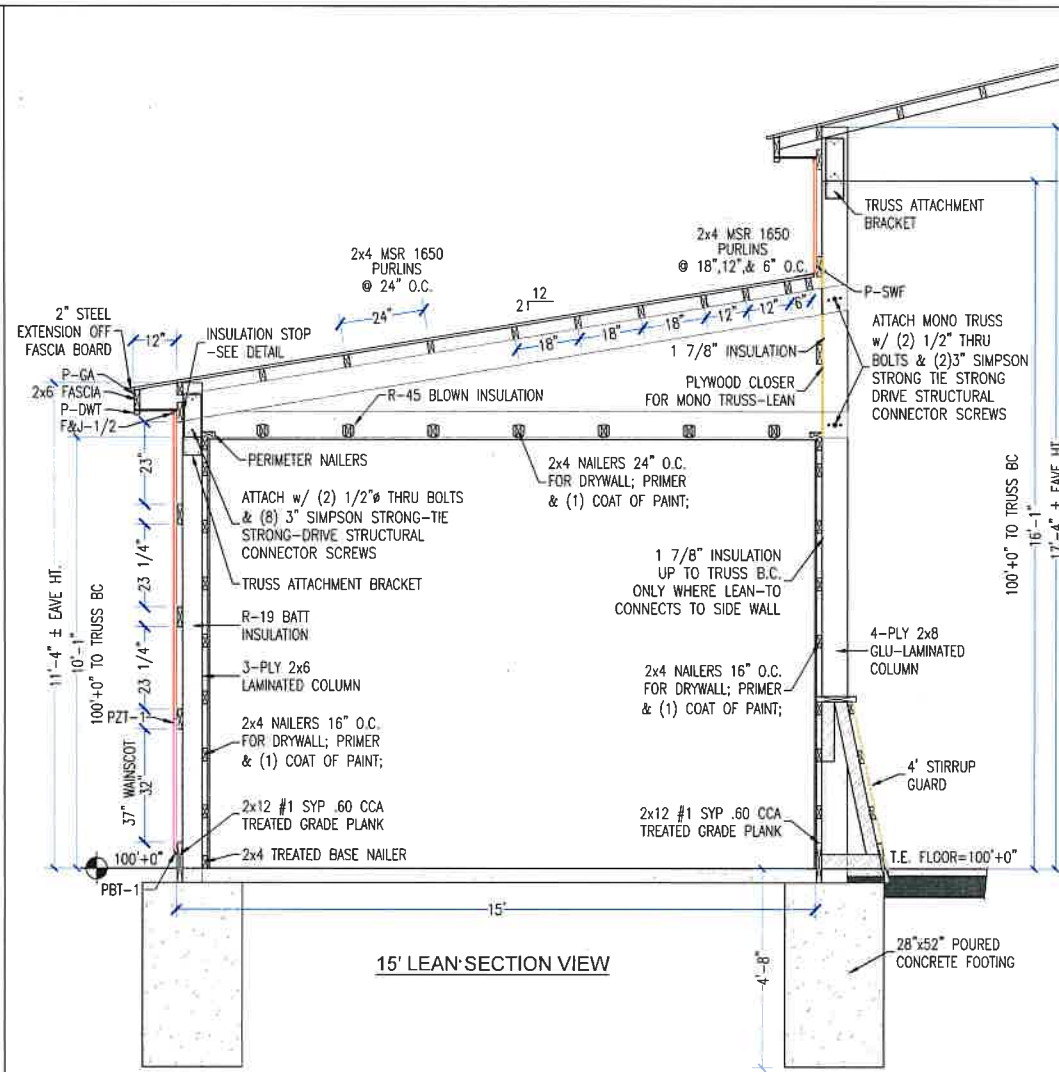 TRUSS ATTACHMENT
BRACKET
2x4 MSR 1650
PURLINS
@ 18",12",& 6" O.C.
2x4 MSR 1650
PURLINS
@ 24" O.C.
P-SWF
12
2
2" STEEL
EXTENSION OFF
FASCIA BOARD
12"
INSULATION STOP
-SEE DETAIL
24"
18"
18"
18"
12"
12"
6"
ATTACH MONO TRUSS
w/ (2) 1/2" THRU
BOLTS & (2)3" SIMPSON
STRONG TIE STRONG
DRIVE STRUCTURAL
CONNECTOR SCREWS
1 7/8" INSULATION
PLYWOOD CLOSER
FOR MONO TRUSS-LEAN
P-GA
2x6 FASCIA
P-DWT
F&J-1/2
R-45 BLOWN INSULATION
PERIMETER NAILERS
2x4 NAILERS 24" O.C.
FOR DRYWALL; PRIMER
& (1) COAT OF PAINT;
ATTACH w/ (2) 1/2"ø THRU BOLTS
& (8) 3" SIMPSON STRONG-TIE
STRONG-DRIVE STRUCTURAL
CONNECTOR SCREWS
TRUSS ATTACHMENT BRACKET
1 7/8" INSULATION
UP TO TRUSS B.C.
ONLY WHERE LEAN-TO
CONNECTS TO SIDE WALL
R-19 BATT
INSULATION
3-PLY 2x6
LAMINATED COLUMN
4-PLY 2x8
GLU-LAMINATED
COLUMN
2x4 NAILERS 16" O.C.
FOR DRYWALL; PRIMER
& (1) COAT OF PAINT;
2x4 NAILERS 16" O.C.
FOR DRYWALL; PRIMER
& (1) COAT OF PAINT;
11'-4" ± EAVE HT.
10'-1"
100'+0" TO TRUSS BC
23"
23 1/4"
23 1/4"
PZT-1
37" WAINSCOT
32"
4' STIRRUP
GUARD
2x12 #1 SYP .60 CCA
TREATED GRADE PLANK
2x12 #1 SYP .60 CCA
TREATED GRADE PLANK
100'+0"
2x4 TREATED BASE NAILER
T.E. FLOOR=100'+0"
PBT-1
15'
100'+0" TO TRUSS BC
16'-1"
17'-4" ± EAVE HT.
28"x52" POURED
CONCRETE FOOTING
4'-8"
15' LEAN SECTION VIEW